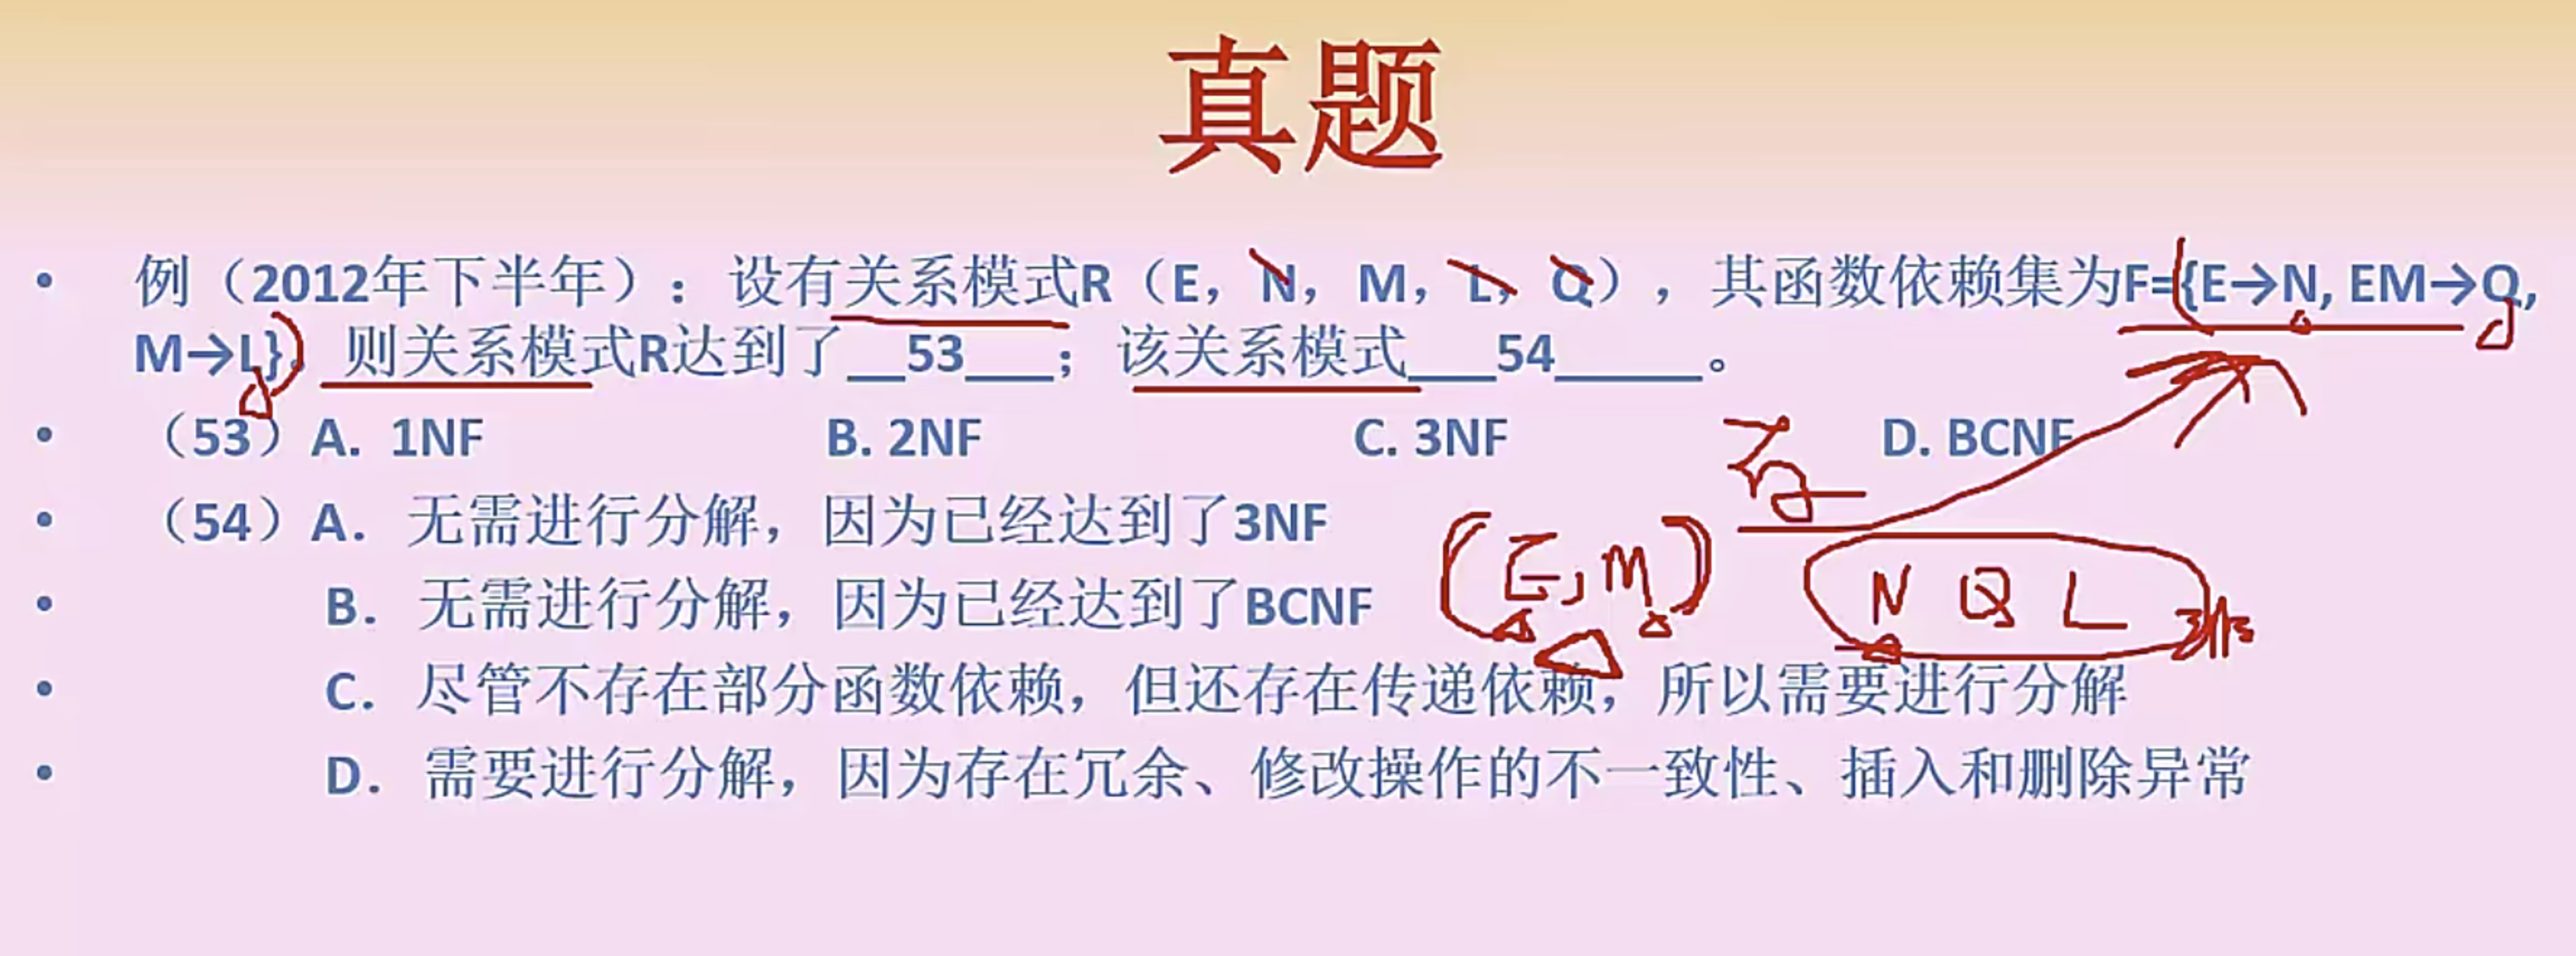 真题
• 例（2012年下半年）：设有关系模式R（E，N，M，L，Q），其函数依赖集为F={E→N, EM→Q,
M→L}。则关系模式R达到了__53___；该关系模式___54_____。
• （53）A. 1NF B. 2NF C. 3NF D. BCNF
• （54）A. 无需进行分解，因为已经达到了3NF
• B. 无需进行分解，因为已经达到了BCNF
(E,M)
N Q L
• C. 尽管不存在部分函数依赖，但还存在传递依赖，所以需要进行分解
• D. 需要进行分解，因为存在冗余、修改操作的不一致性、插入和删除异常